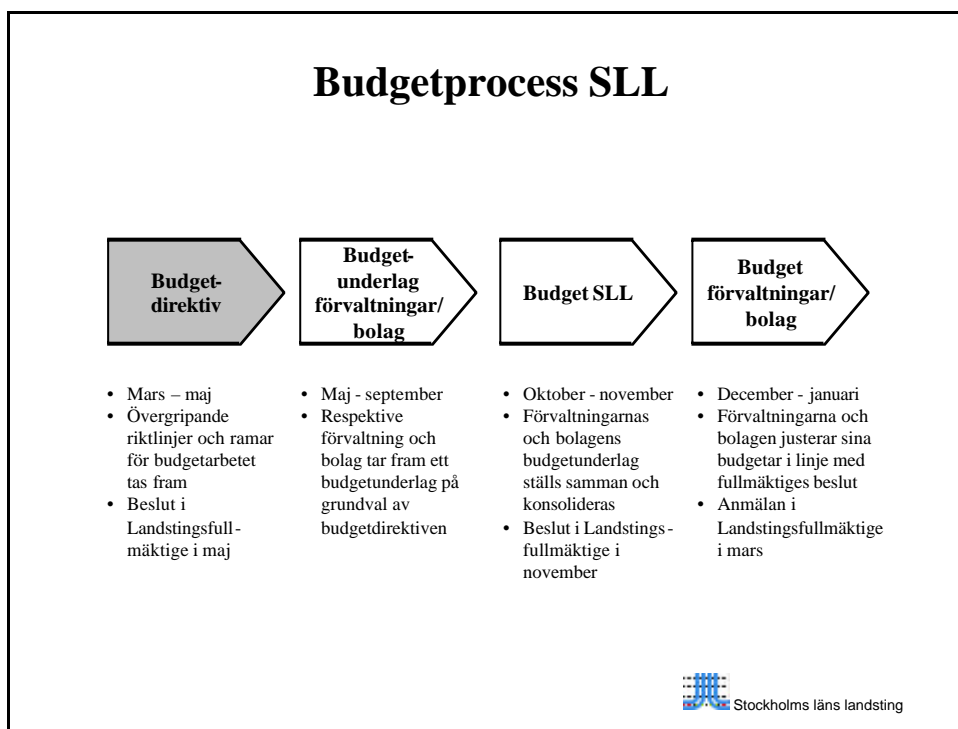 Budgetprocess SLL
Budget-
direktiv
Budget-
underlag
förvaltningar/
bolag
Budget SLL
Budget
förvaltningar/
bolag
• Mars – maj
• Övergripande
riktlinjer och ramar
för budgetarbetet
tas fram
• Beslut i
Landstingsfull-
mäktige i maj
• Maj - september
• Respektive
förvaltning och
bolag tar fram ett
budgetunderlag på
grundval av
budgetdirektiven
• Oktober - november
• Förvaltningarnas
och bolagens
budgetunderlag
ställs samman och
konsolideras
• Beslut i Landstings-
fullmäktige i
november
• December - januari
• Förvaltningarna och
bolagen justerar sina
budgetar i linje med
fullmäktiges beslut
• Anmälan i
Landstingsfullmäktige
i mars
Stockholms läns landsting